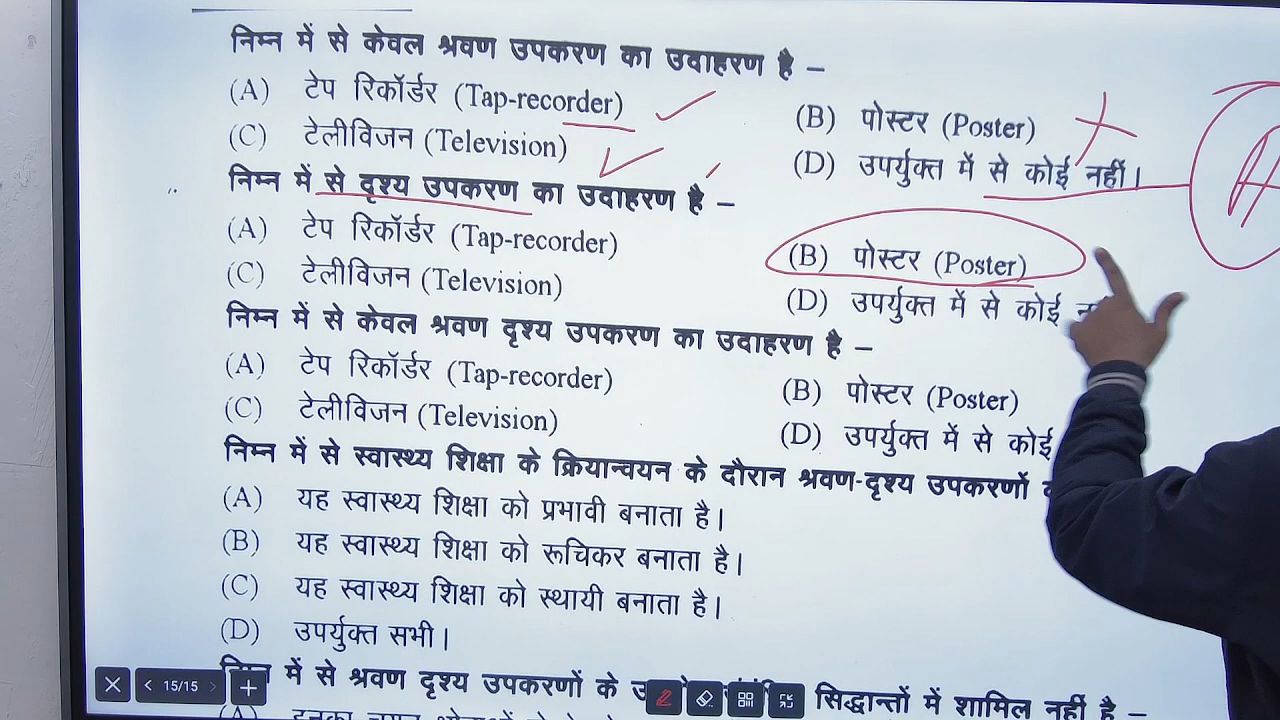 निम्न में से केवल श्रवण उपकरण का उदाहरण है –
(A) टेप रिकॉर्डर (Tap-recorder)
(B) पोस्टर (Poster)
(C) टेलीविजन (Television)
(D) उपर्युक्त में से कोई नहीं।
निम्न में से दृश्य उपकरण का उदाहरण है –
(A) टेप रिकॉर्डर (Tap-recorder)
(B) पोस्टर (Poster)
(C) टेलीविजन (Television)
(D) उपर्युक्त में से कोई
निम्न में से केवल श्रवण दृश्य उपकरण का उदाहरण है –
(A) टेप रिकॉर्डर (Tap-recorder)
(B) पोस्टर (Poster)
(C) टेलीविजन (Television)
(D) उपर्युक्त में से कोई
निम्न में से स्वास्थ्य शिक्षा के क्रियान्वयन के दौरान श्रवण-दृश्य उपकरणों
(A) यह स्वास्थ्य शिक्षा को प्रभावी बनाता है।
(B) यह स्वास्थ्य शिक्षा को रूचिकर बनाता है।
(C) यह स्वास्थ्य शिक्षा को स्थायी बनाता है।
(D) उपर्युक्त सभी।
निम्न में से श्रवण दृश्य उपकरणों के सिद्धान्तों में शामिल नहीं है –
15/15